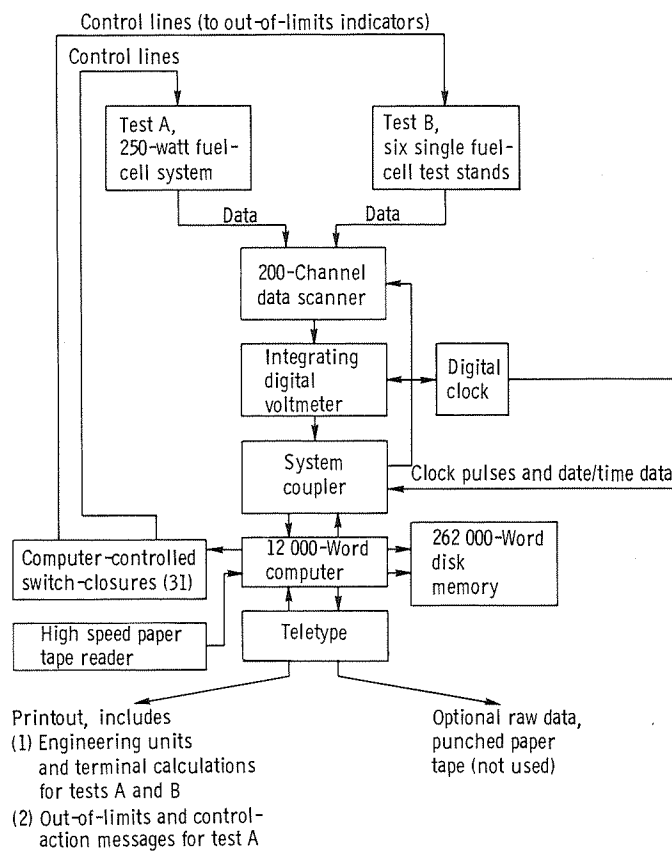 Control lines (to out-of-limits indicators)
Control lines
Test A,
250-watt fuel-
cell system
Test B,
six single fuel-
cell test stands
Data
Data
200-Channel
data scanner
Integrating
digital
voltmeter
Digital
clock
System
coupler
Clock pulses and date/time data
Computer-controlled
switch-closures (31)
12 000-Word
computer
262 000-Word
disk
memory
High speed paper
tape reader
Teletype
Printout, includes
(1) Engineering units
and terminal calculations
for tests A and B
(2) Out-of-limits and control-
action messages for test A
Optional raw data,
punched paper
tape (not used)